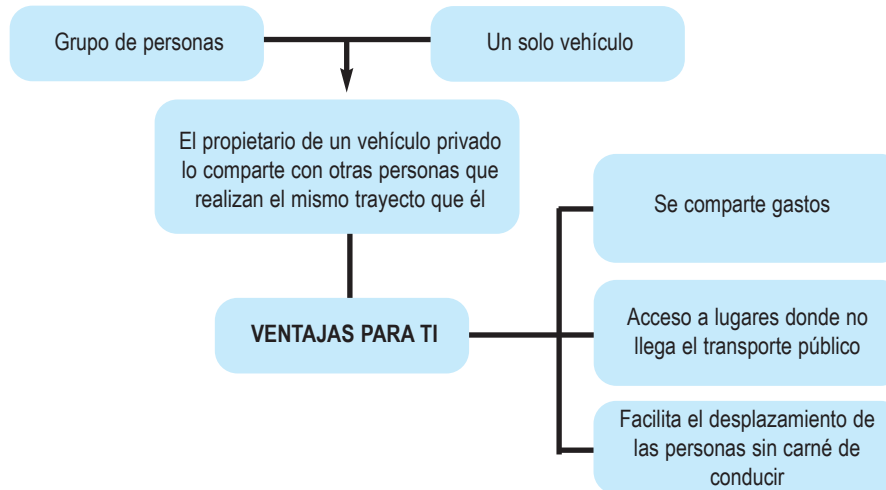 Grupo de personas
Un solo vehículo
El propietario de un vehículo privado
lo comparte con otras personas que
realizan el mismo trayecto que él
Se comparte gastos
VENTAJAS PARA TI
Acceso a lugares donde no
llega el transporte público
Facilita el desplazamiento de
las personas sin carné de
conducir